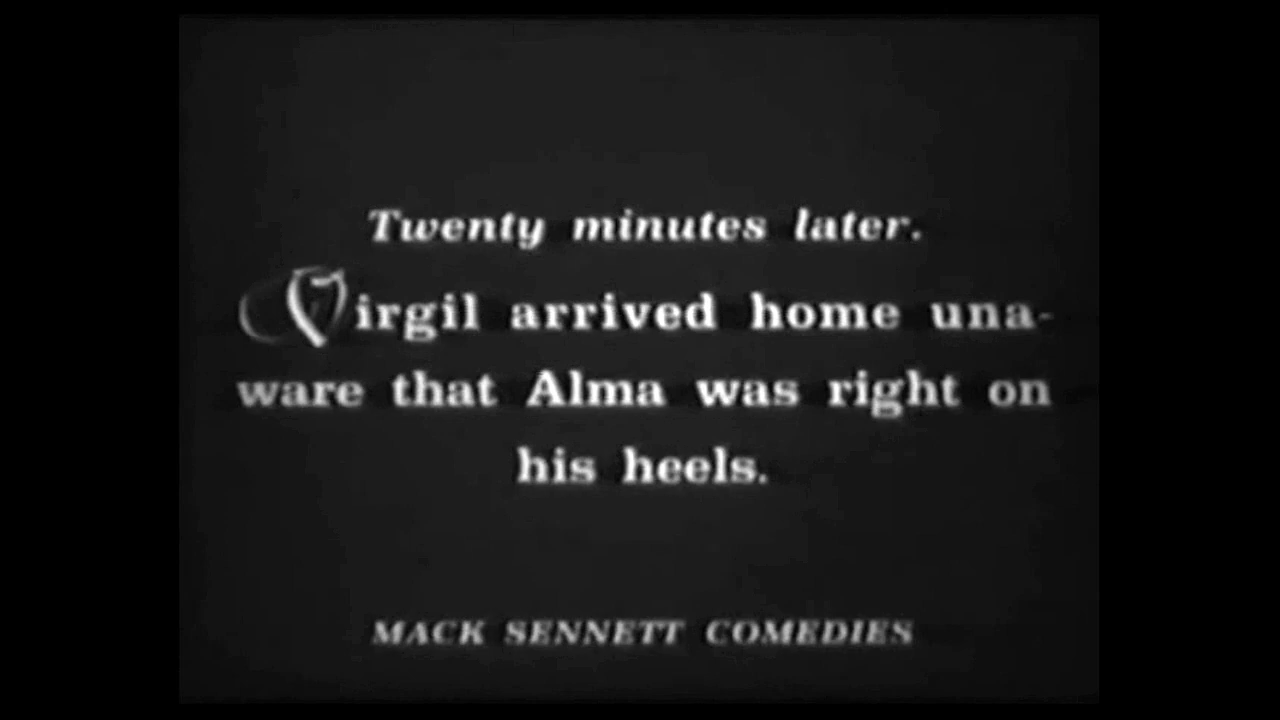 Twenty minutes later.
Virgil arrived home una-
ware that Alma was right on
his heels.
MACK SENNETT COMEDIES